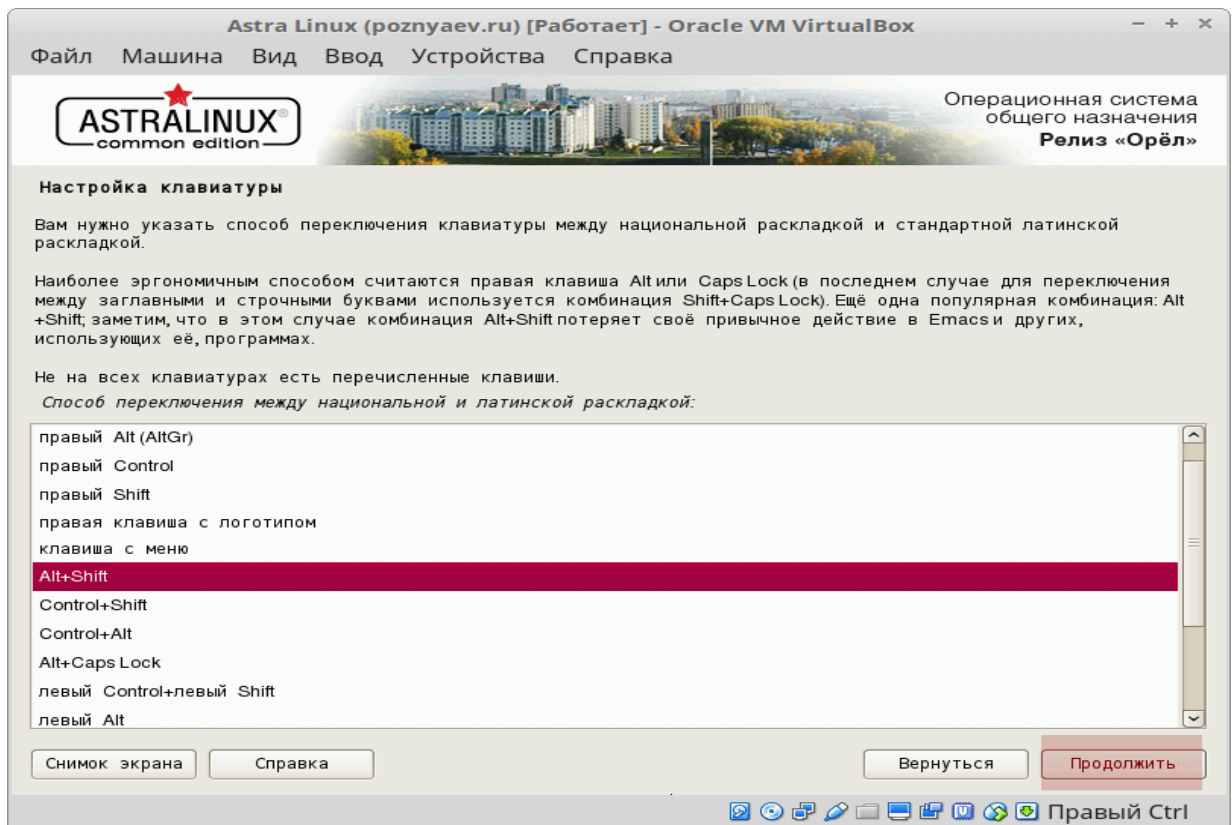 Astra Linux (poznyaev.ru) [Работает] - Oracle VM VirtualBox
Файл Машина Вид Ввод Устройства Справка
ASTRALINUX®
common edition
Операционная система
общего назначения
Релиз «Орёл»
Настройка клавиатуры
Вам нужно указать способ переключения клавиатуры между национальной раскладкой и стандартной латинской
раскладкой.
Наиболее эргономичным способом считаются правая клавиша Alt или Caps Lock (в последнем случае для переключения
между заглавными и строчными буквами используется комбинация Shift+Caps Lock). Ещё одна популярная комбинация: Alt
+Shift; заметим, что в этом случае комбинация Alt+Shift потеряет своё привычное действие в Emacs и других,
использующих её, программах.
Не на всех клавиатурах есть перечисленные клавиши.
Способ переключения между национальной и латинской раскладкой:
правый Alt (AltGr)
правый Control
правый Shift
правая клавиша с логотипом
клавиша с меню
Alt+Shift
Control+Shift
Control+Alt
Alt+Caps Lock
левый Control+левый Shift
левый Alt
Снимок экрана Справка Вернуться Продолжить
Правый Ctrl